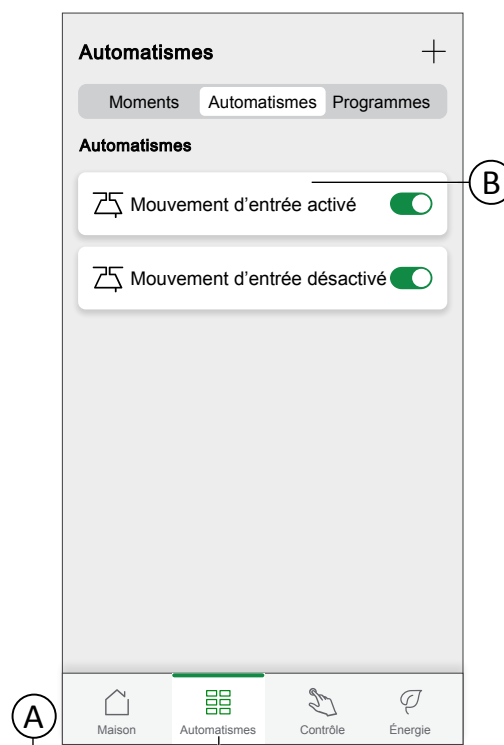 Automatismes
Moments Automatismes Programmes
Automatismes
B
Mouvement d'entrée activé
Mouvement d'entrée désactivé
A
Maison Automatismes Contrôle Énergie